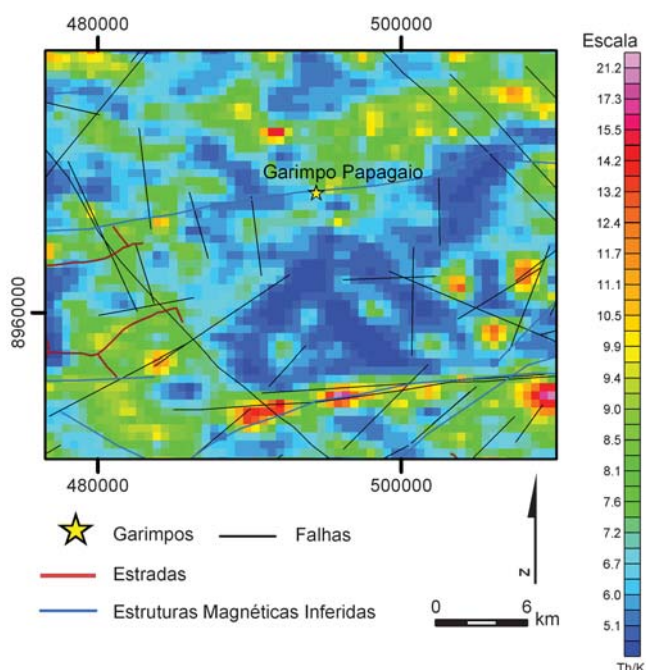 480000
500000
Escala
21.2
17.3
15.5
14.2
13.2
12.4
11.7
11.1
10.5
9.9
9.4
9.0
8.5
8.1
7.6
7.2
6.7
6.0
5.1
Th/K
Garimpo Papagaio
8960000
480000
500000
Garimpos
Falhas
Estradas
Estruturas Magnéticas Inferidas
N
0
6
km